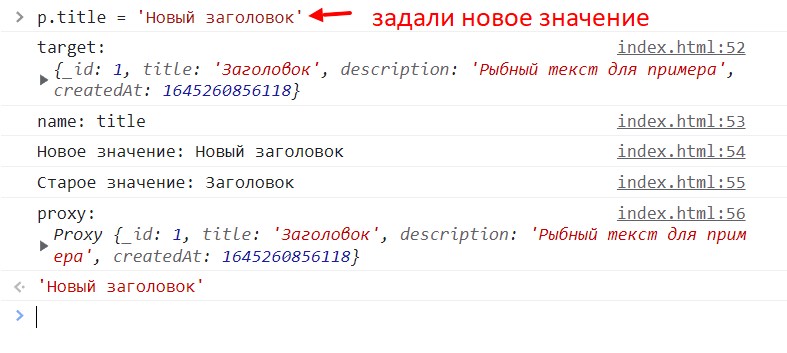 > p.title = 'Новый заголовок' задали новое значение
target: index.html:52
{_id: 1, title: 'Заголовок', description: 'Рыбный текст для примера',
createdAt: 1645260856118}
name: title index.html:53
Новое значение: Новый заголовок index.html:54
Старое значение: Заголовок index.html:55
proxy: index.html:56
Proxy {_id: 1, title: 'Заголовок', description: 'Рыбный текст для прим
ера', createdAt: 1645260856118}
'Новый заголовок'
>